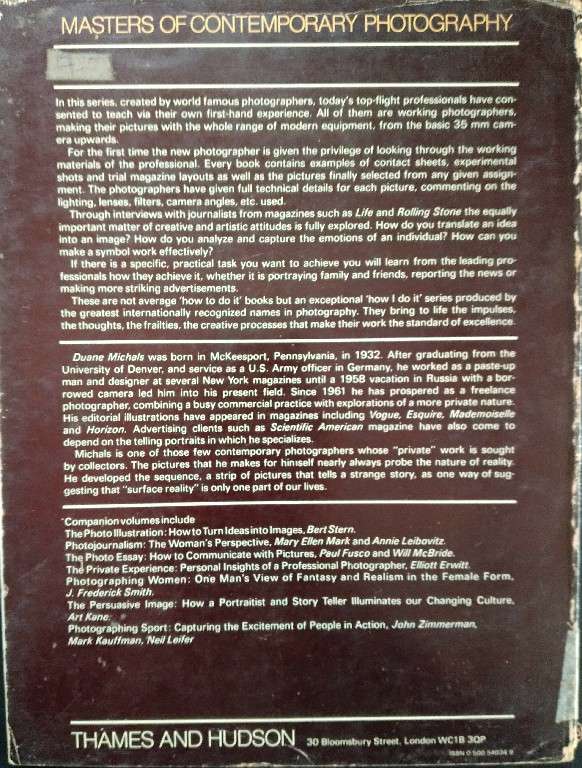 MASTERS OF CONTEMPORARY PHOTOGRAPHY
In this series, created by world famous photographers, today's top-flight professionals have con-
sented to teach via their own first-hand experience. All of them are working photographers,
making their pictures with the whole range of modern equipment, from the basic 35 mm cam-
era upwards.
For the first time the new photographer is given the privilege of looking through the working
materials of the professional. Every book contains examples of contact sheets, experimental
shots and trial magazine layouts as well as the pictures finally selected from any given assign-
ment. The photographers have given full technical details for each picture, commenting on the
lighting, lenses, filters, camera angles, etc. used.
Through interviews with journalists from magazines such as Life and Rolling Stone the equally
important matter of creative and artistic attitudes is fully explored. How do you translate an idea
into an image? How do you analyze and capture the emotions of an individual? How can you
make a symbol work effectively?
If there is a specific, practical task you want to achieve you will learn from the leading pro-
fessionals how they achieve it, whether it is portraying family and friends, reporting the news or
making more striking advertisements.
These are not average 'how to do it' books but an exceptional 'how I do it' series produced by
the greatest internationally recognized names in photography. They bring to life the impulses,
the thoughts, the frailties, the creative processes that make their work the standard of excellence.
Duane Michals was born in McKeesport, Pennsylvania, in 1932. After graduating from the
University of Denver, and service as a U.S. Army officer in Germany, he worked as a paste-up
man and designer at several New York magazines until a 1958 vacation in Russia with a bor-
rowed camera led him into his present field. Since 1961 he has prospered as a freelance
photographer, combining a busy commercial practice with explorations of a more private nature.
His editorial illustrations have appeared in magazines including Vogue, Esquire, Mademoiselle
and Horizon. Advertising clients such as Scientific American magazine have also come to
depend on the telling portraits in which he specializes.
Michals is one of those few contemporary photographers whose "private" work is sought
by collectors. The pictures that he makes for himself nearly always probe the nature of reality.
He developed the sequence, a strip of pictures that tells a strange story, as one way of sug-
gesting that "surface reality" is only one part of our lives.
Companion volumes include
The Photo Illustration: How to Turn Ideas into Images, Bert Stern.
Photojournalism: The Woman's Perspective, Mary Ellen Mark and Annie Leibovitz.
The Photo Essay: How to Communicate with Pictures, Paul Fusco and Will McBride.
The Private Experience: Personal Insights of a Professional Photographer, Elliott Erwitt.
Photographing Women: One Man's View of Fantasy and Realism in the Female Form,
J. Frederick Smith.
The Persuasive Image: How a Portraitist and Story Teller Illuminates our Changing Culture,
Art Kane.
Photographing Sport: Capturing the Excitement of People in Action, John Zimmerman,
Mark Kauffman, Neil Leifer
THAMES AND HUDSON 30 Bloomsbury Street, London WC1B 3QP
ISBN 0 500 54034 9